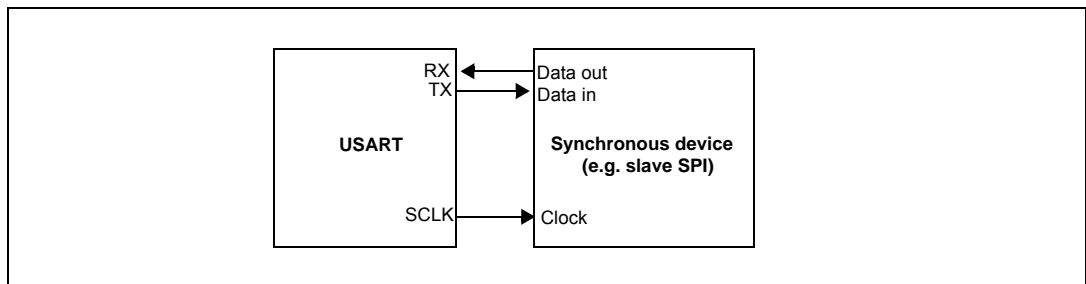 RX
TX
USART
SCLK
Data out
Data in
Synchronous device
(e.g. slave SPI)
Clock